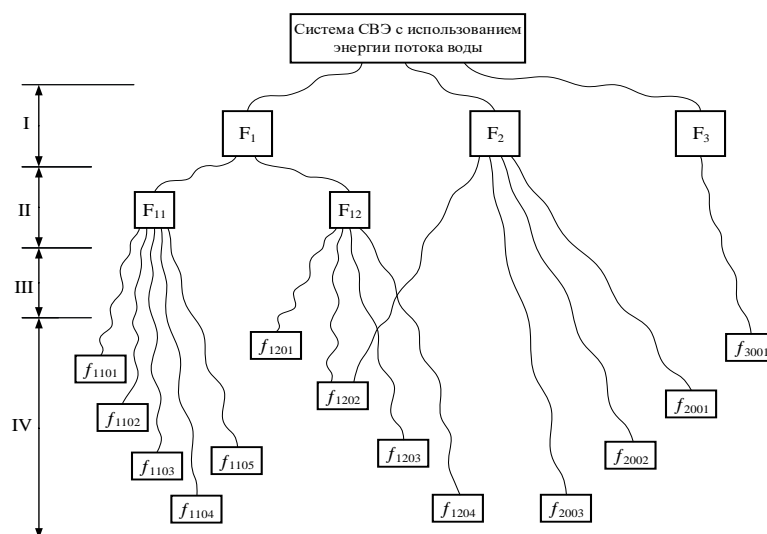 Система СВЭ с использованием
энергии потока воды
I
F₁
F₂
F₃
II
F₁₁
F₁₂
III
f₁₂₀₁
f₃₀₀₁
f₁₁₀₁
f₁₂₀₂
f₂₀₀₁
IV
f₁₁₀₂
f₁₁₀₃
f₁₁₀₅
f₁₂₀₃
f₂₀₀₂
f₁₁₀₄
f₁₂₀₄
f₂₀₀₃